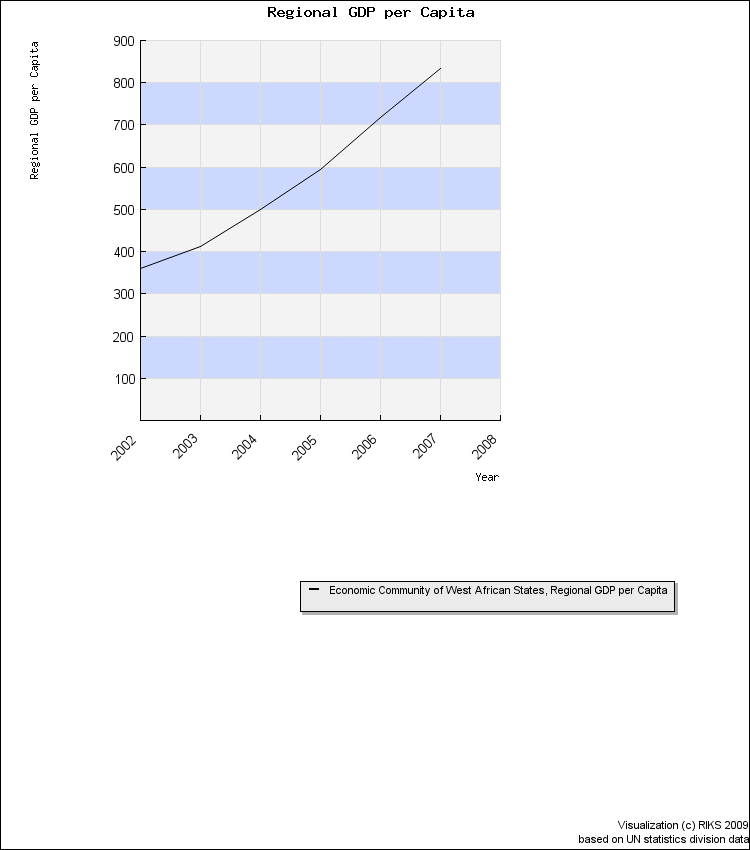 Regional GDP per Capita
Regional GDP per Capita
900
800
700
600
500
400
300
200
100
2002
2003
2004
2005
2006
2007
2008
Year
Economic Community of West African States, Regional GDP per Capita
Visualization (c) RIKS 2009
based on UN statistics division data